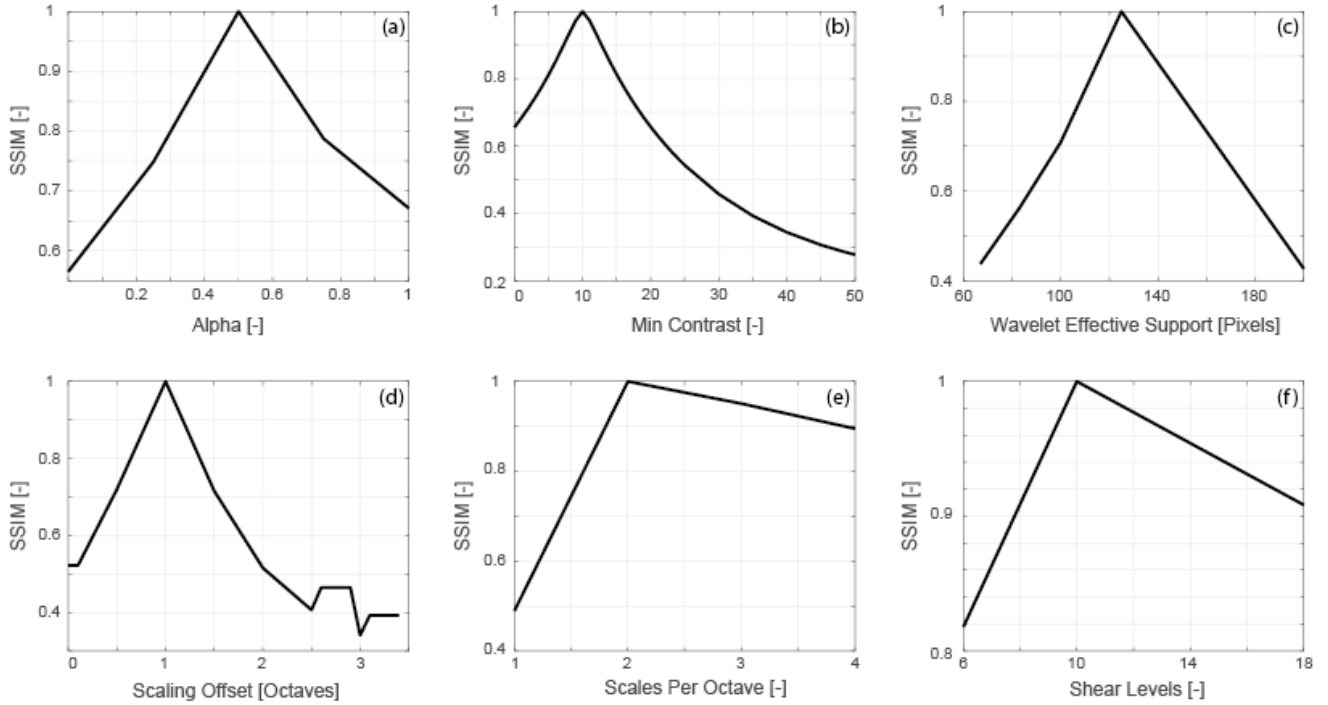 (a)
SSIM [-]
1
0.9
0.8
0.7
0.6
0.2 0.4 0.6 0.8 1
Alpha [-]
(b)
SSIM [-]
1
0.8
0.6
0.4
0.2
0 10 20 30 40 50
Min Contrast [-]
(c)
SSIM [-]
1
0.8
0.6
0.4
60 100 140 180
Wavelet Effective Support [Pixels]
(d)
SSIM [-]
1
0.8
0.6
0.4
0 1 2 3
Scaling Offset [Octaves]
(e)
SSIM [-]
1
0.8
0.6
0.4
1 2 3 4
Scales Per Octave [-]
(f)
SSIM [-]
1
0.9
0.8
6 10 14 18
Shear Levels [-]